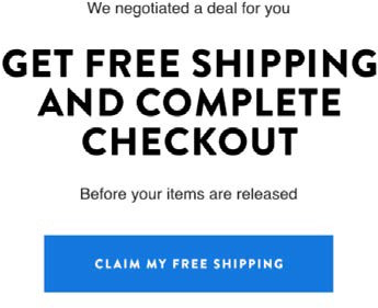 We negotiated a deal for you
GET FREE SHIPPING
AND COMPLETE
CHECKOUT
Before your items are released
CLAIM MY FREE SHIPPING